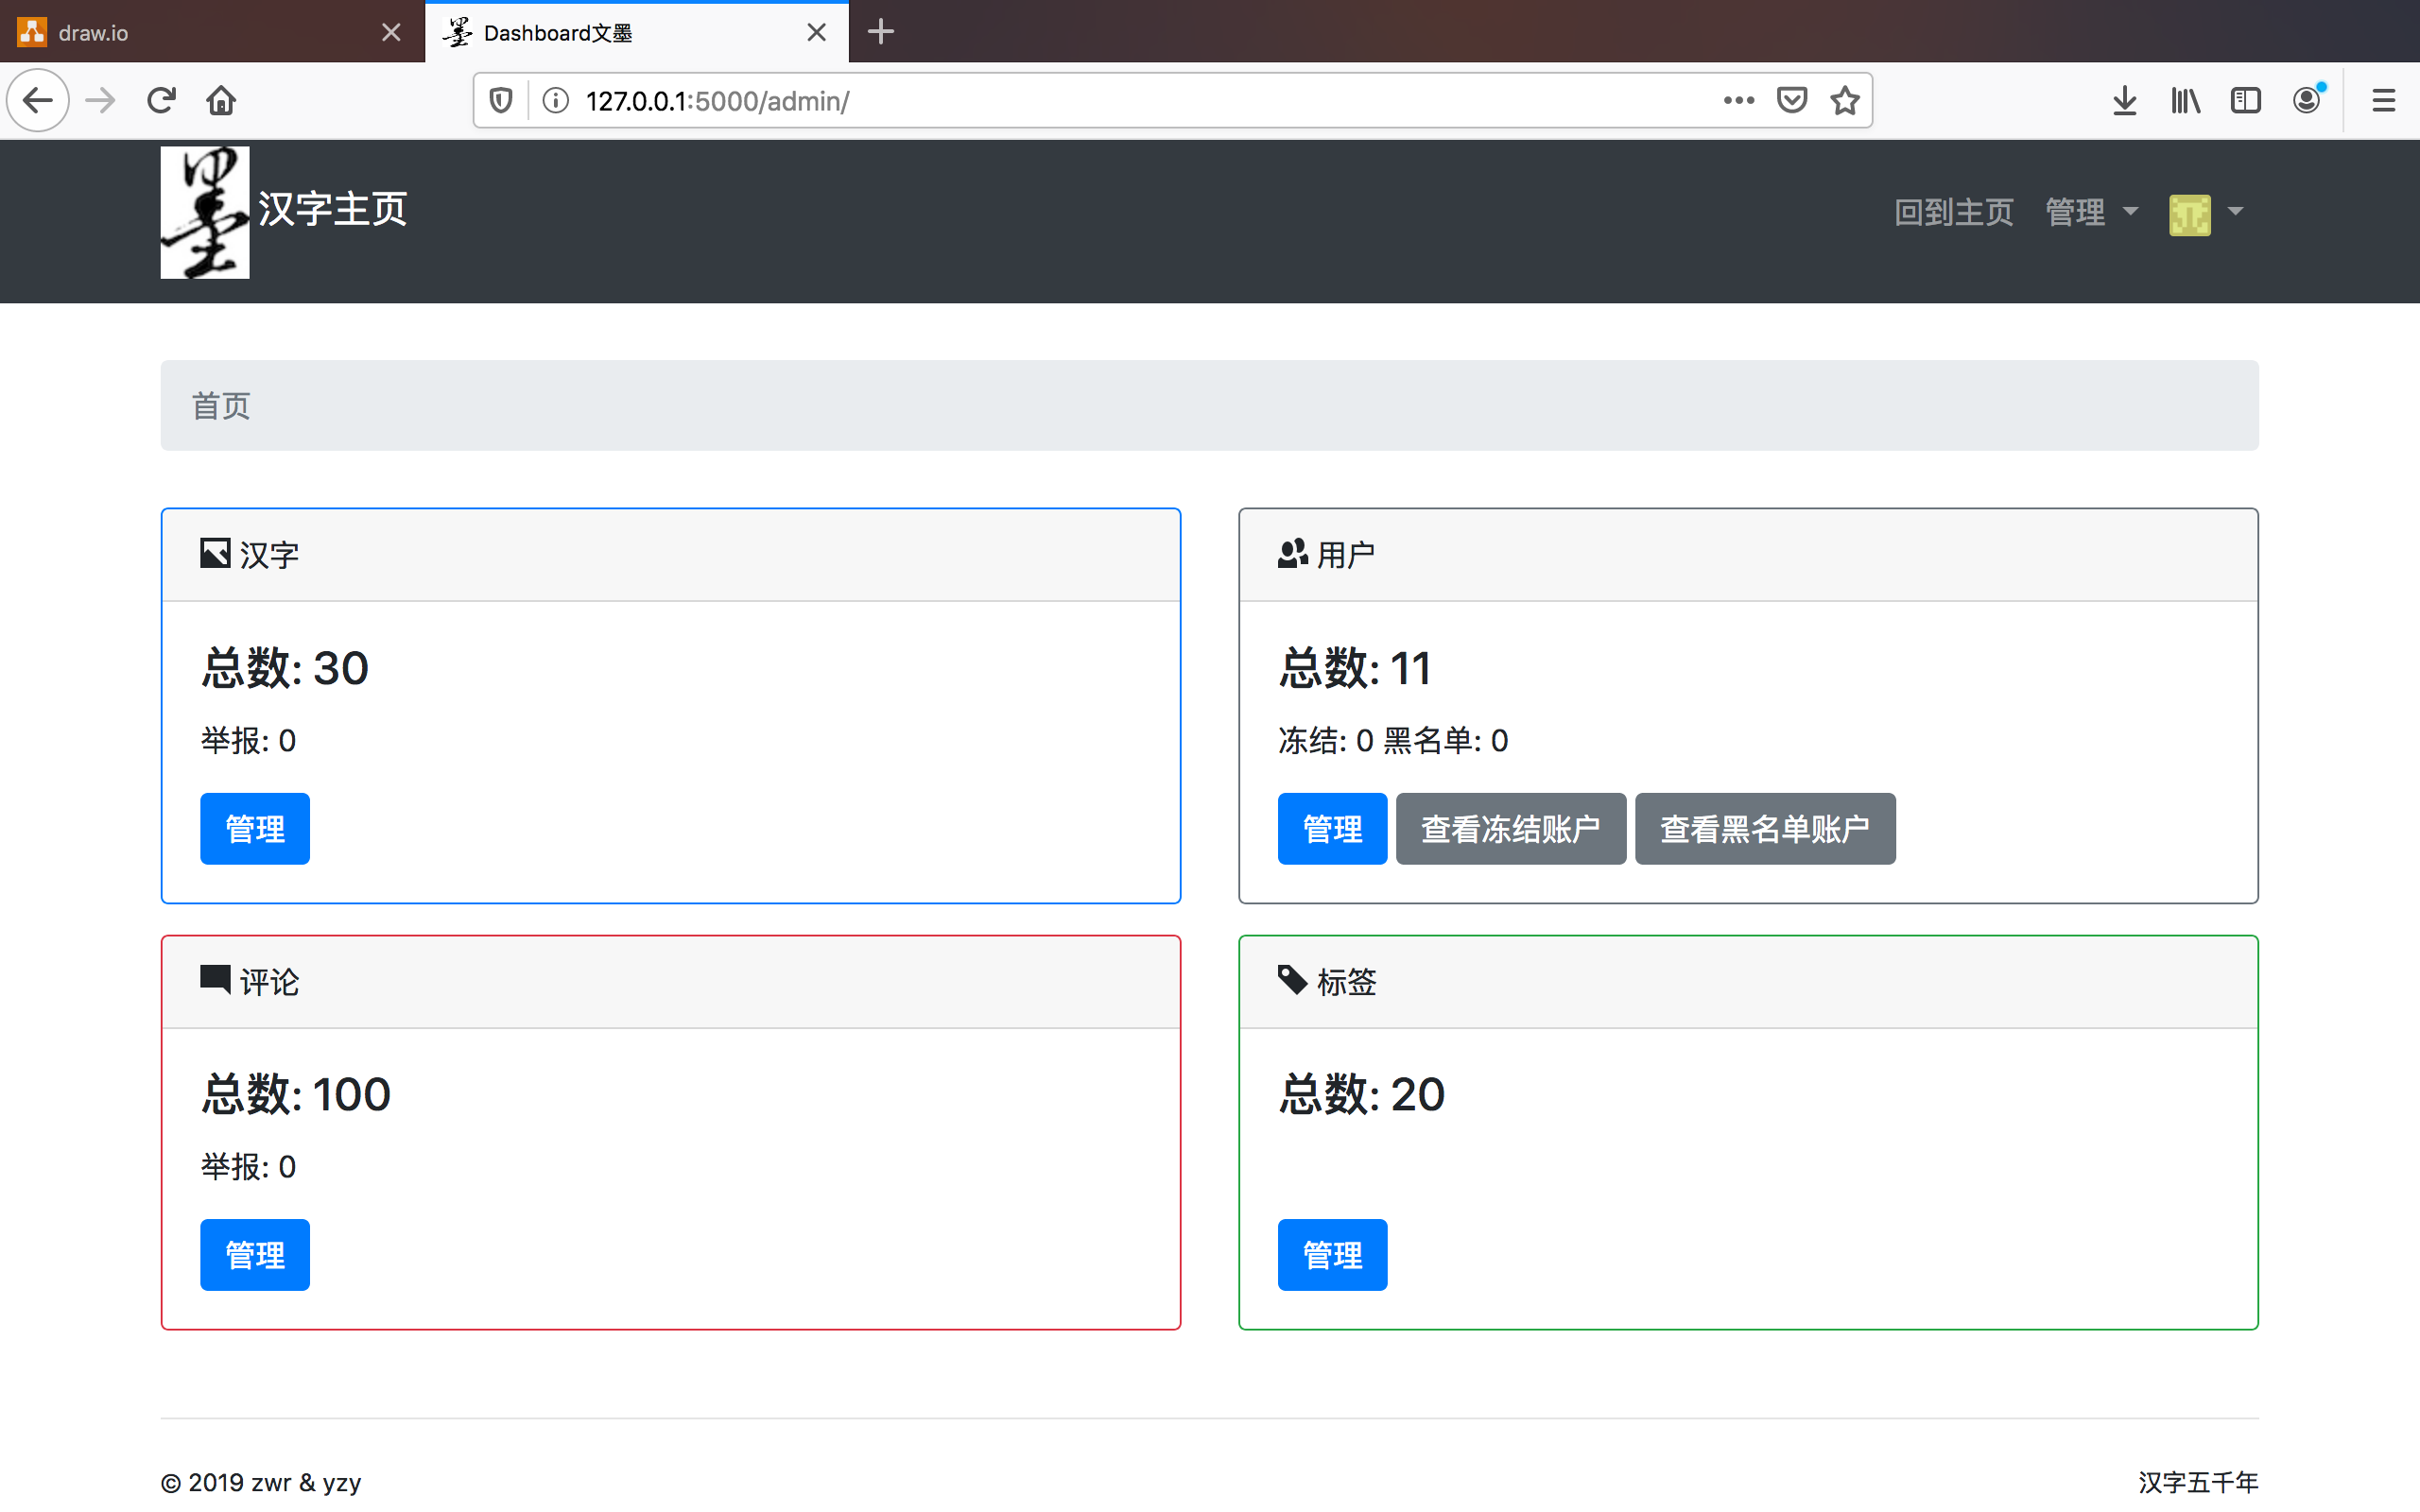 draw.io
墨 Dashboard文墨
127.0.0.1:5000/admin/
墨 汉字主页
回到主页 管理
首页
汉字
总数: 30
举报: 0
管理
用户
总数: 11
冻结: 0 黑名单: 0
管理 查看冻结账户 查看黑名单账户
评论
总数: 100
举报: 0
管理
标签
总数: 20
管理
© 2019 zwr & yzy
汉字五千年